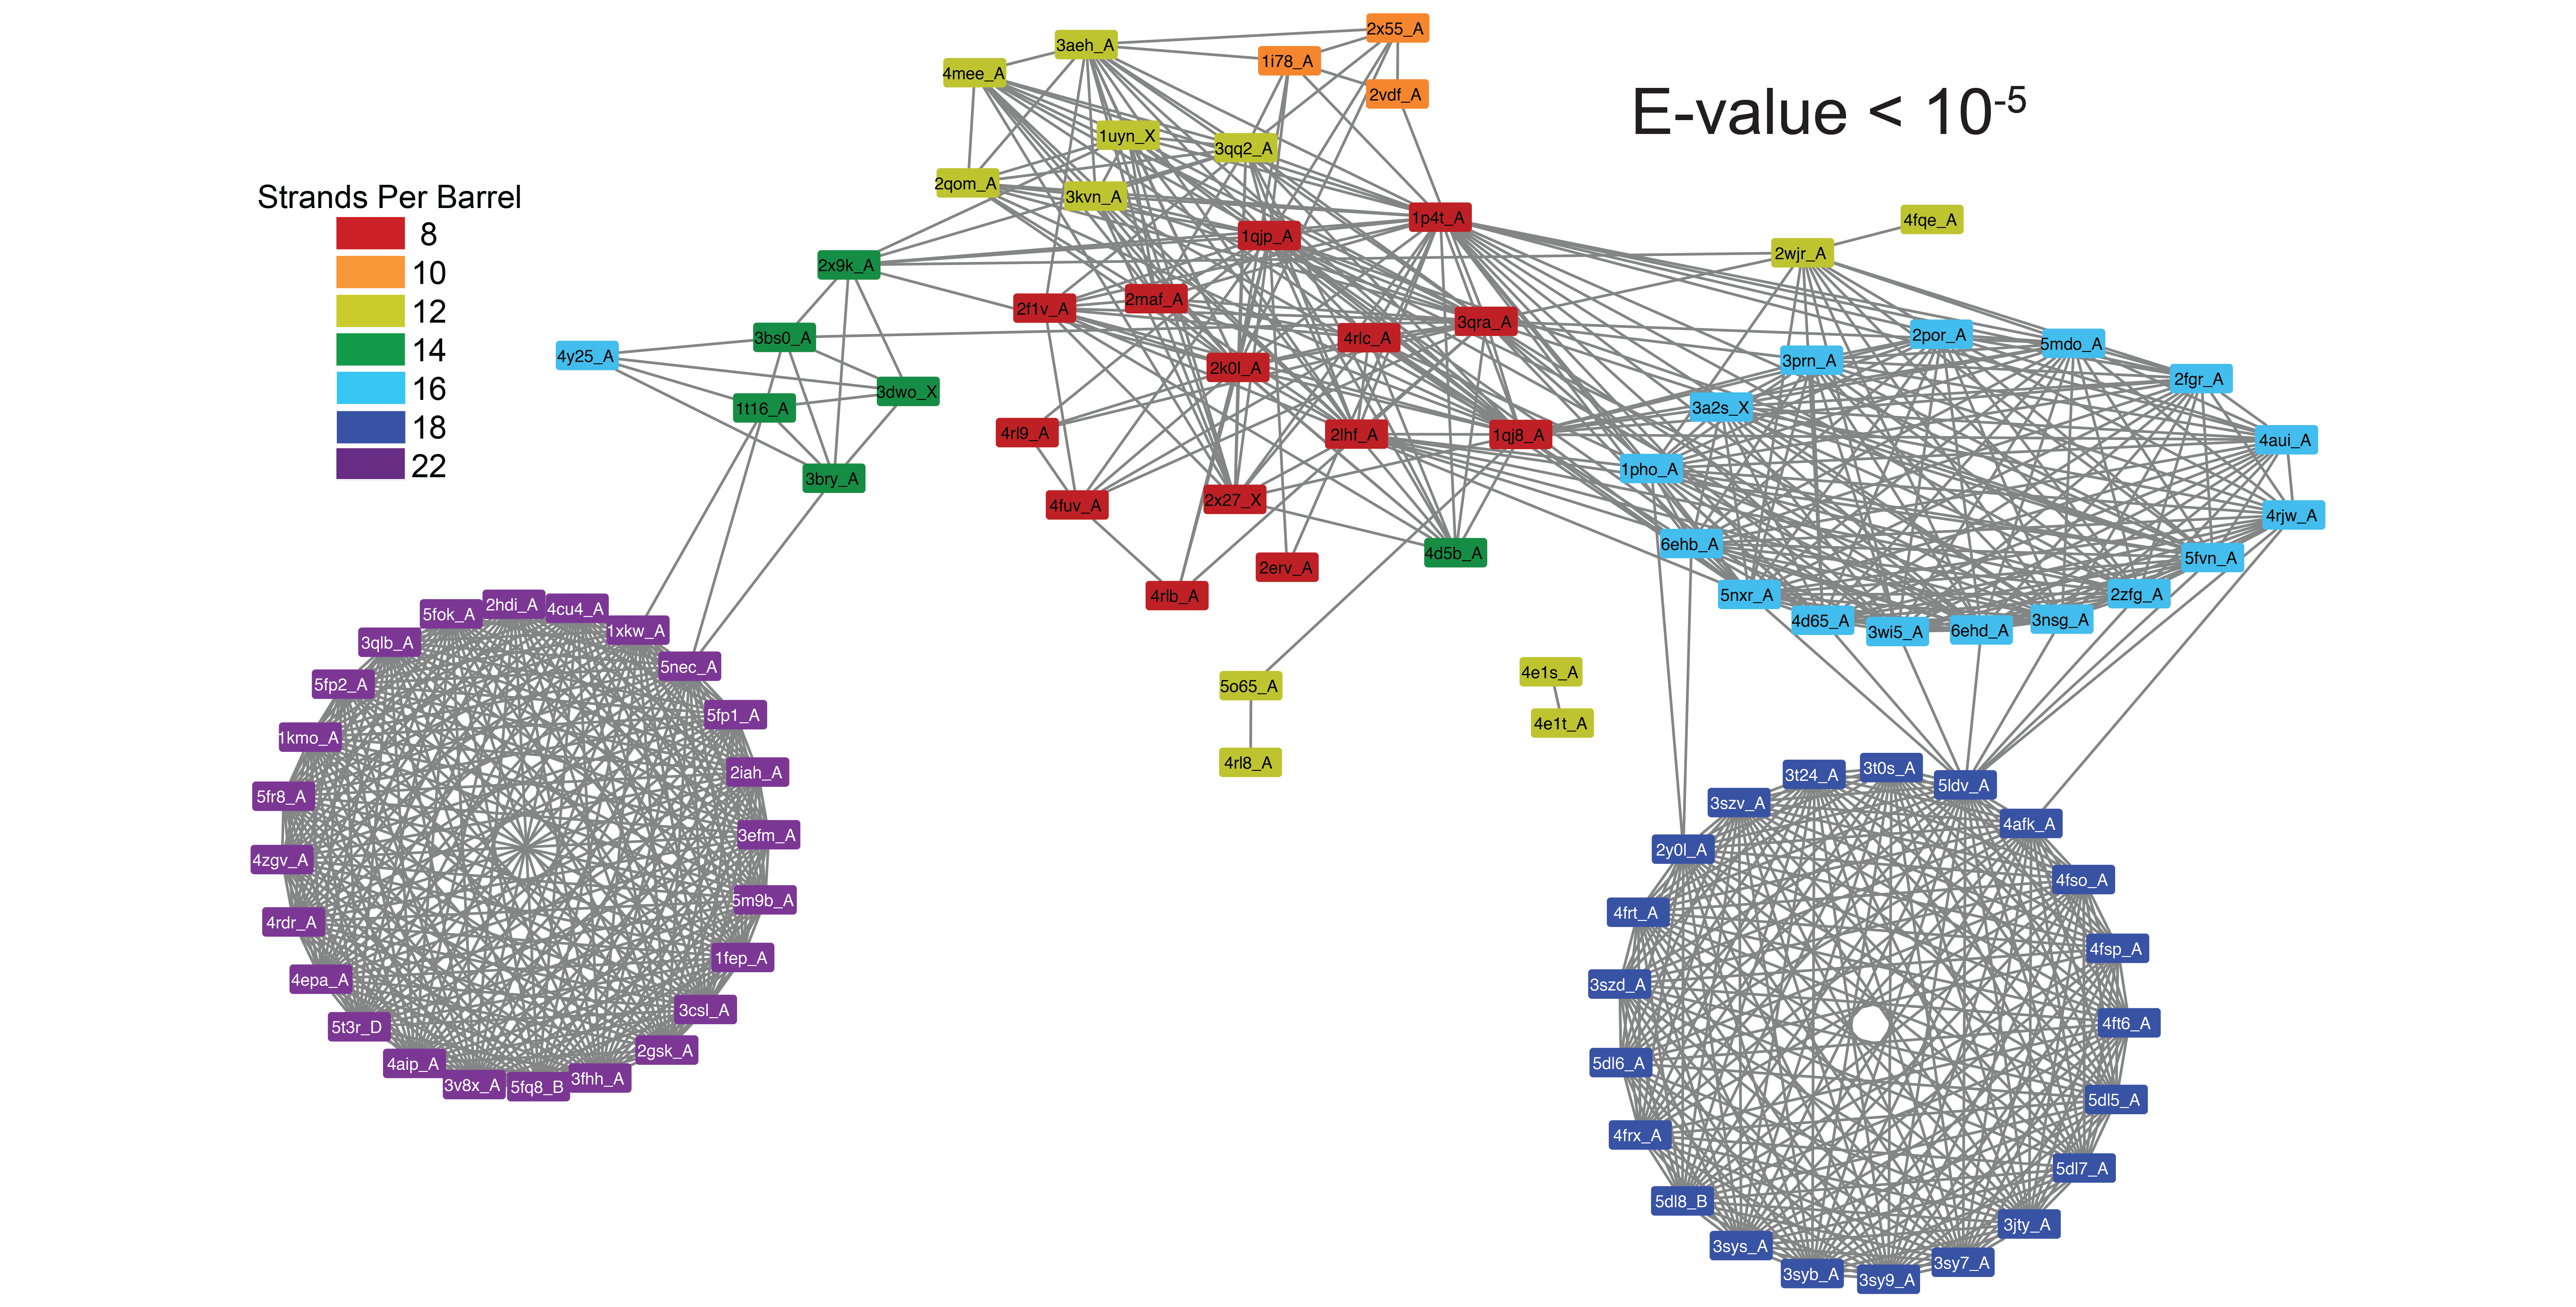 2x55_A
3aeh_A
1i78_A
4mee_A
2vdf_A
E-value < 10-5
1uyn_X
3qq2_A
2qom_A
3kvn_A
Strands Per Barrel
8
10
12
14
16
18
22
1p4t_A
4fqe_A
1qjp_A
2wjr_A
2x9k_A
2maf_A
2f1v_A
3qra_A
3bs0_A
4rlc_A
2por_A
5mdo_A
4y25_A
3prn_A
2k0l_A
2fgr_A
3dwo_X
1t16_A
3a2s_X
4rl9_A
2lhf_A
1qj8_A
4aui_A
1pho_A
3bry_A
4fuv_A
2x27_X
4rjw_A
6ehb_A
4d5b_A
5fvn_A
2erv_A
4rlb_A
5nxr_A
2zfg_A
4d65_A
3wi5_A
6ehd_A
3nsg_A
2hdi_A
4cu4_A
5fok_A
1xkw_A
3qlb_A
5nec_A
5fp2_A
5fp1_A
1kmo_A
2iah_A
5fr8_A
3efm_A
4zgv_A
5m9b_A
4rdr_A
1fep_A
4epa_A
3csl_A
5t3r_D
2gsk_A
4aip_A
3v8x_A
5fq8_B
3fhh_A
5o65_A
4rl8_A
4e1s_A
4e1t_A
3t24_A
3t0s_A
5ldv_A
3szv_A
4afk_A
2y0l_A
4fso_A
4frt_A
4fsp_A
3szd_A
4ft6_A
5dl6_A
5dl5_A
4frx_A
5dl7_A
5dl8_B
3jty_A
3sys_A
3sy7_A
3syb_A
3sy9_A